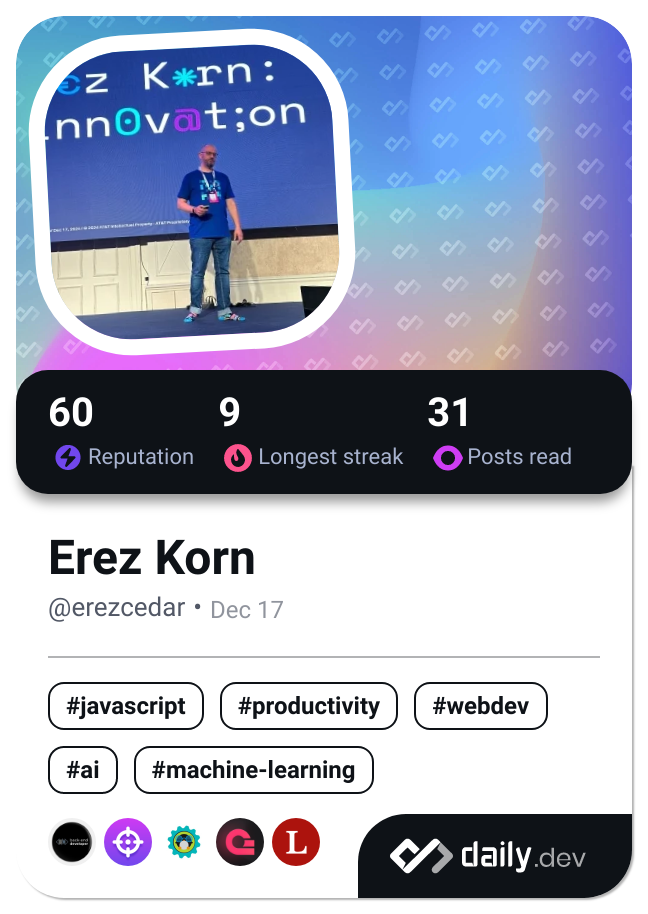 ez K*rn:
nn0v@t;on
60
9
31
Reputation
Longest streak
Posts read
Erez Korn
@erezcedar • Dec 17
#javascript
#productivity
#webdev
#ai
#machine-learning
L
daily.dev